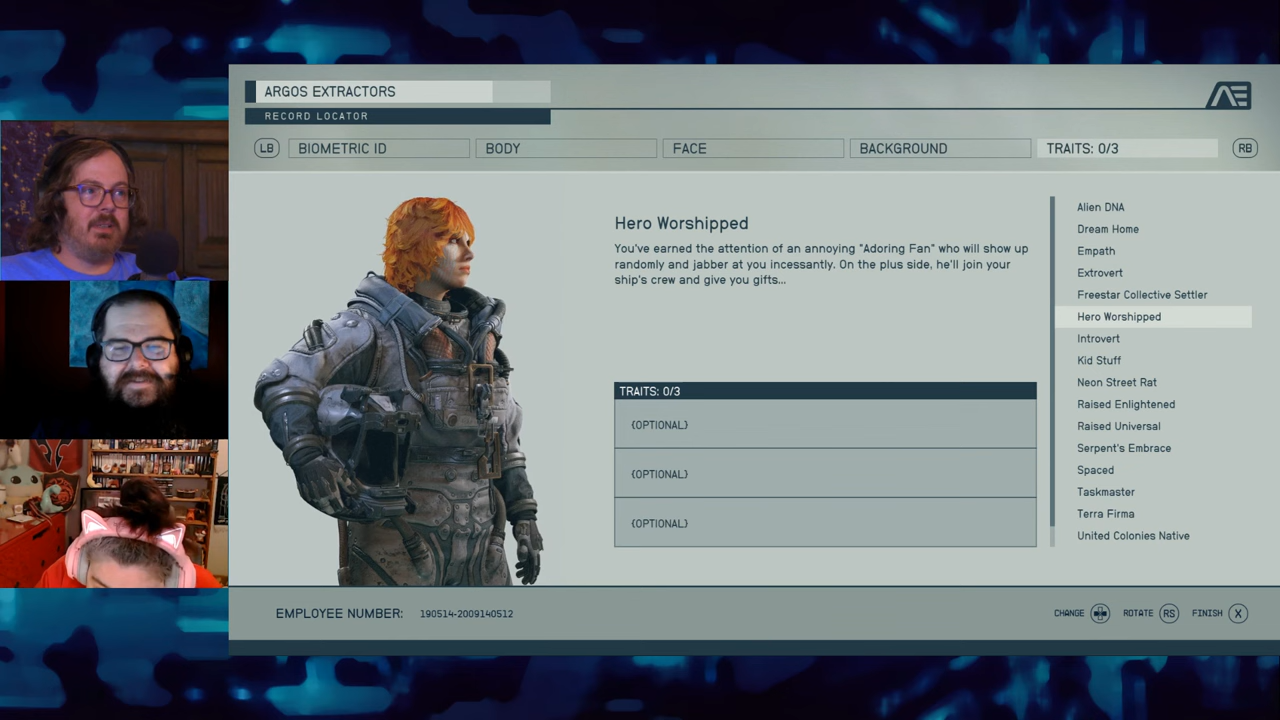 ARGOS EXTRACTORS
RECORD LOCATOR
AE
LB
BIOMETRIC ID
BODY
FACE
BACKGROUND
TRAITS: 0/3
RB
Hero Worshipped
You've earned the attention of an annoying "Adoring Fan" who will show up
randomly and jabber at you incessantly. On the plus side, he'll join your
ship's crew and give you gifts...
TRAITS: 0/3
{OPTIONAL}
{OPTIONAL}
{OPTIONAL}
Alien DNA
Dream Home
Empath
Extrovert
Freestar Collective Settler
Hero Worshipped
Introvert
Kid Stuff
Neon Street Rat
Raised Enlightened
Raised Universal
Serpent's Embrace
Spaced
Taskmaster
Terra Firma
United Colonies Native
EMPLOYEE NUMBER: 190514-2009140512
CHANGE
ROTATE RS
FINISH X